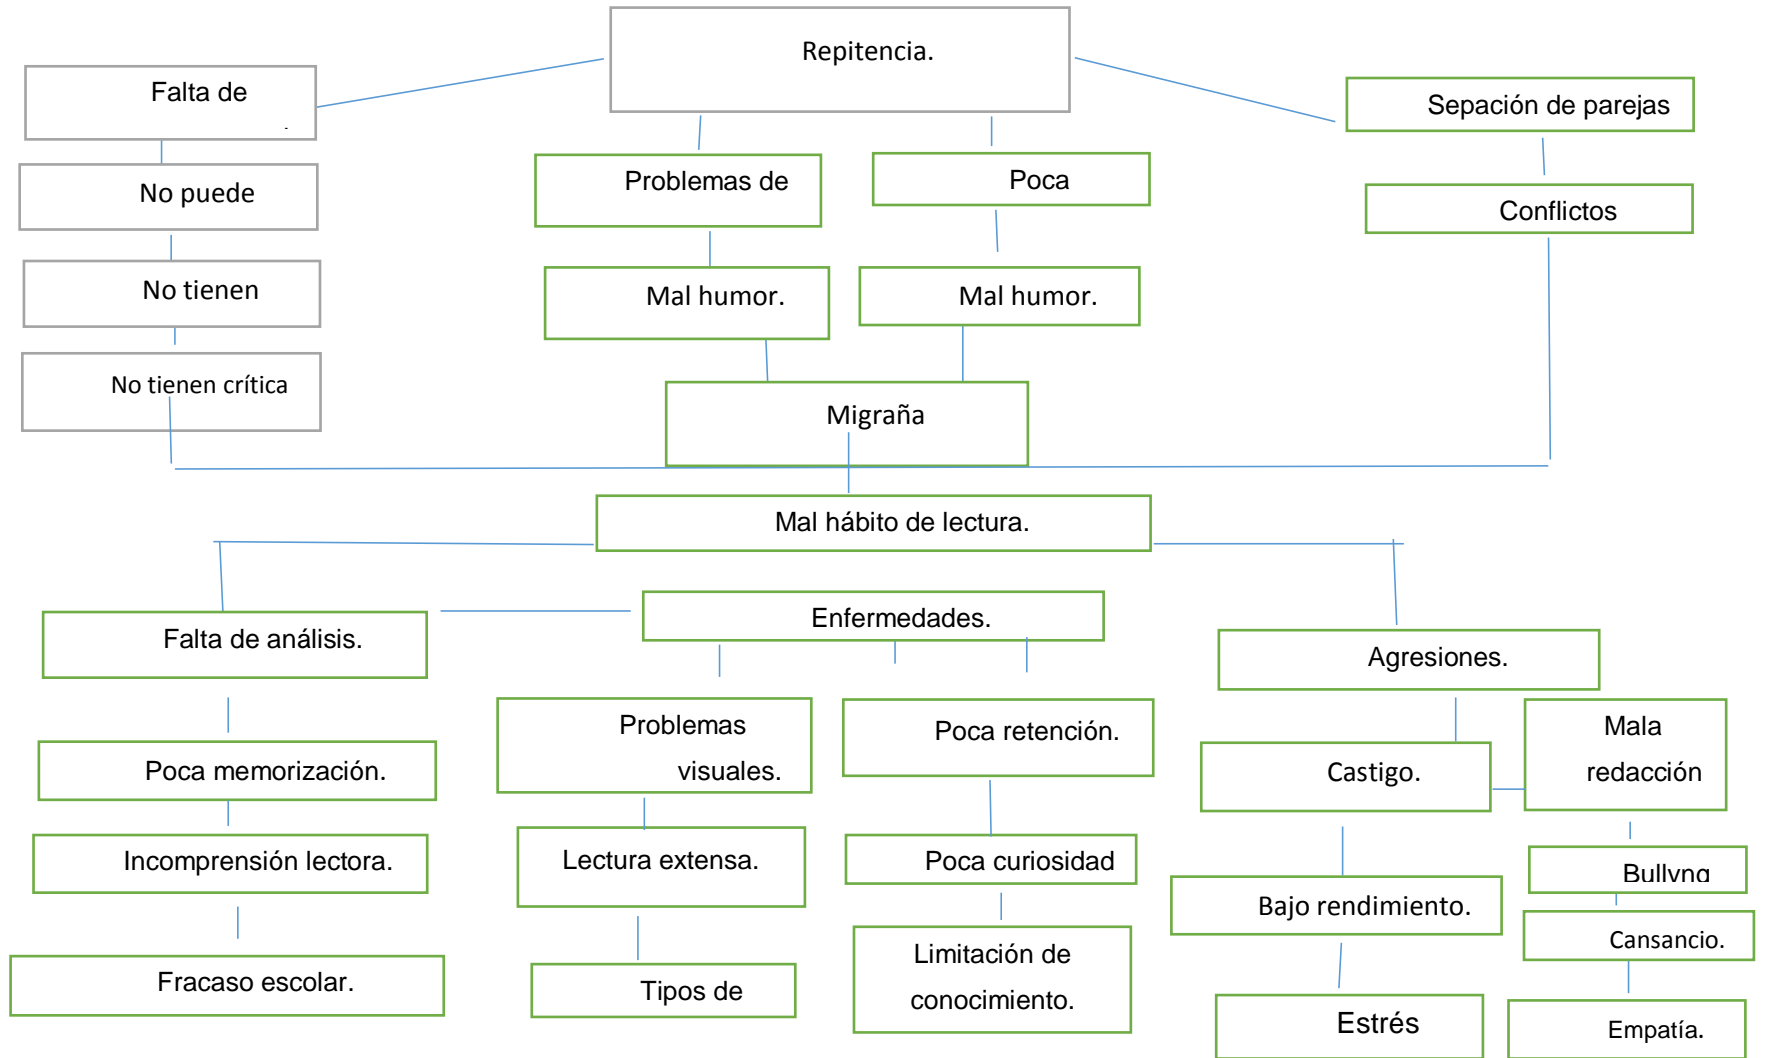 Repitencia.
Falta de
Sepación de parejas
No puede
Problemas de
Poca
Conflictos
No tienen
Mal humor.
Mal humor.
No tienen crítica
Migraña
Mal hábito de lectura.
Enfermedades.
Falta de análisis.
Agresiones.
Problemas
visuales.
Poca retención.
Mala
redacción
Poca memorización.
Castigo.
Incomprensión lectora.
Lectura extensa.
Poca curiosidad
Bullyng
Bajo rendimiento.
Cansancio.
Fracaso escolar.
Tipos de
Limitación de
conocimiento.
Estrés
Empatía.